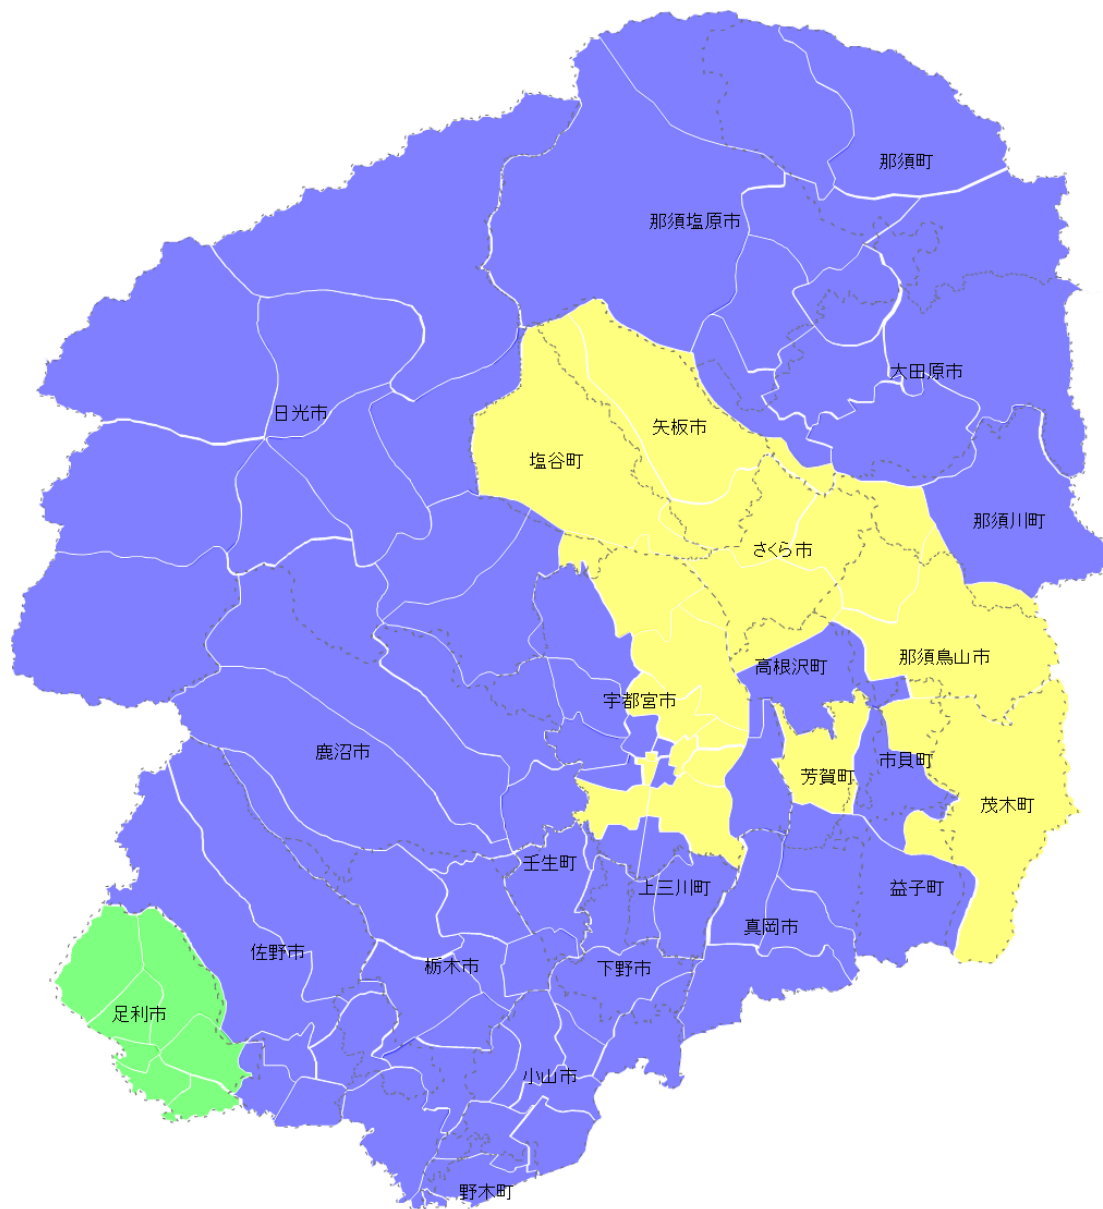 那須町
那須塩原市
大田原市
日光市
矢板市
塩谷町
那須川町
さくら市
那須烏山市
高根沢町
宇都宮市
鹿沼市
市貝町
芳賀町
茂木町
壬生町
上三川町
益子町
真岡市
佐野市
栃木市
下野市
足利市
小山市
野木町